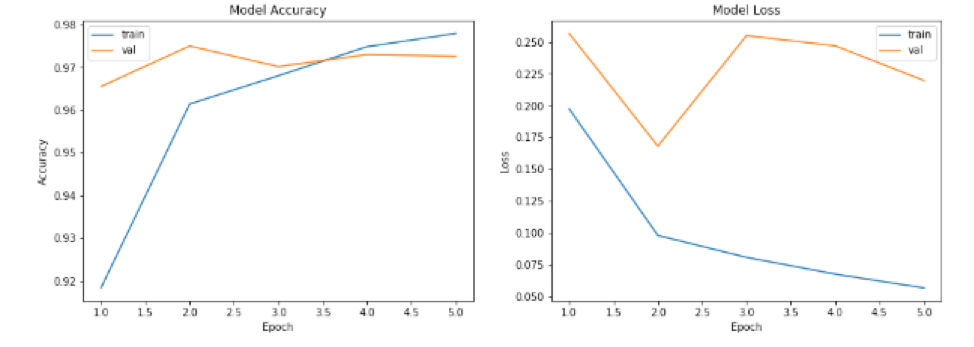 Model Accuracy
0.98
0.97
0.96
0.95
0.94
0.93
0.92
Accuracy
train
val
1.0 1.5 2.0 2.5 3.0 3.5 4.0 4.5 5.0
Epoch
Model Loss
0.250
0.225
0.200
0.175
0.150
0.125
0.100
0.075
0.050
Loss
train
val
1.0 1.5 2.0 2.5 3.0 3.5 4.0 4.5 5.0
Epoch